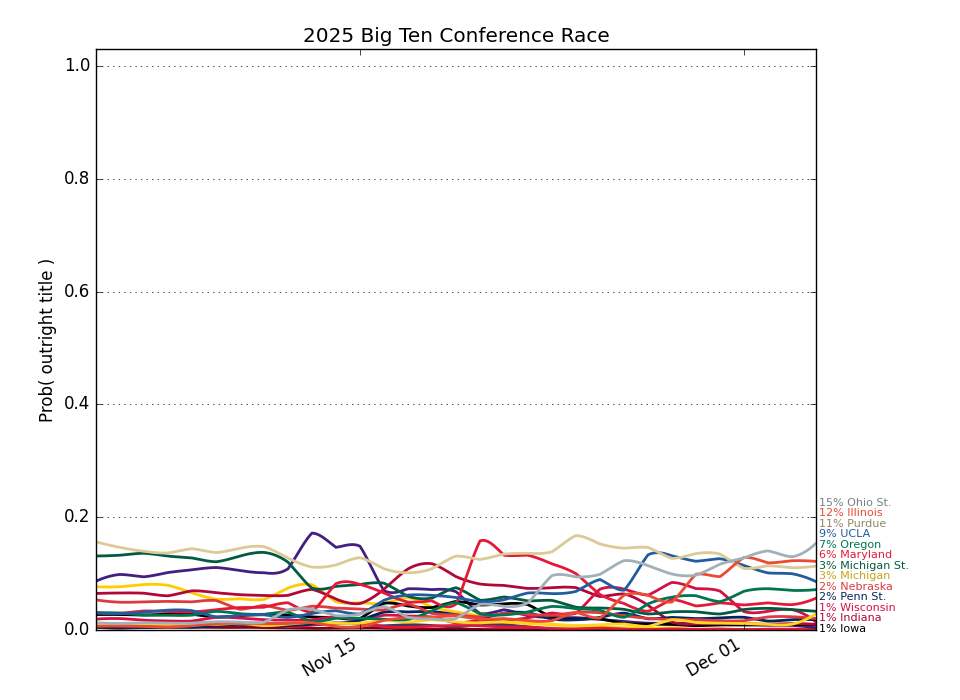 2025 Big Ten Conference Race
Prob( outright title )
1.0
0.8
0.6
0.4
0.2
0.0
Nov 15
Dec 01
15% Ohio St.
12% Illinois
11% Purdue
9% UCLA
7% Oregon
6% Maryland
3% Michigan St.
3% Michigan
2% Nebraska
2% Penn St.
1% Wisconsin
1% Indiana
1% Iowa